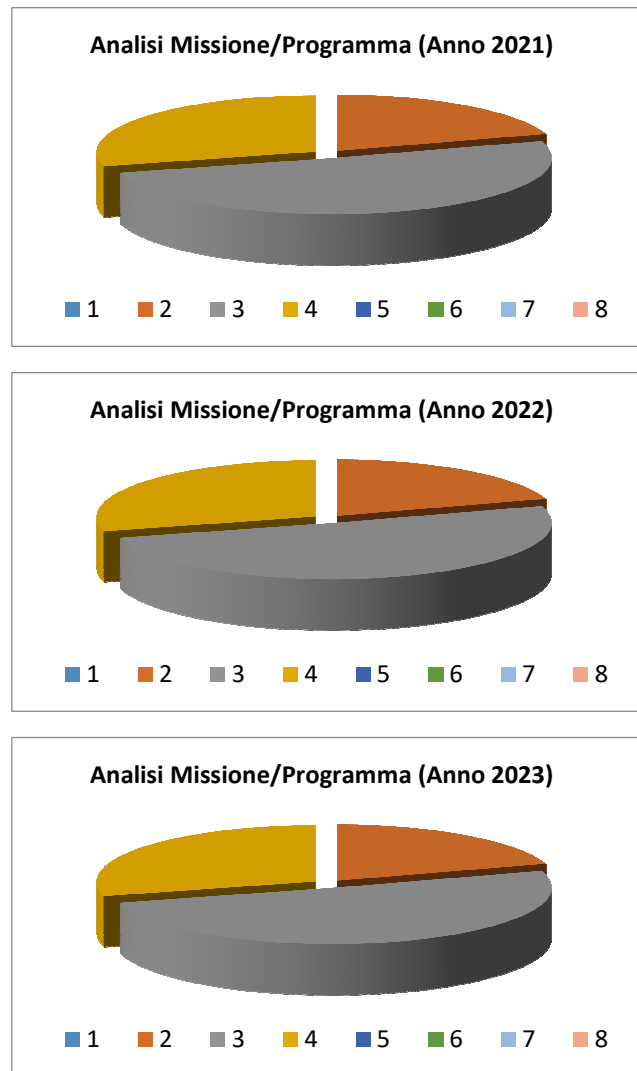 Analisi Missione/Programma (Anno 2021)
1 2 3 4 5 6 7 8
Analisi Missione/Programma (Anno 2022)
1 2 3 4 5 6 7 8
Analisi Missione/Programma (Anno 2023)
1 2 3 4 5 6 7 8